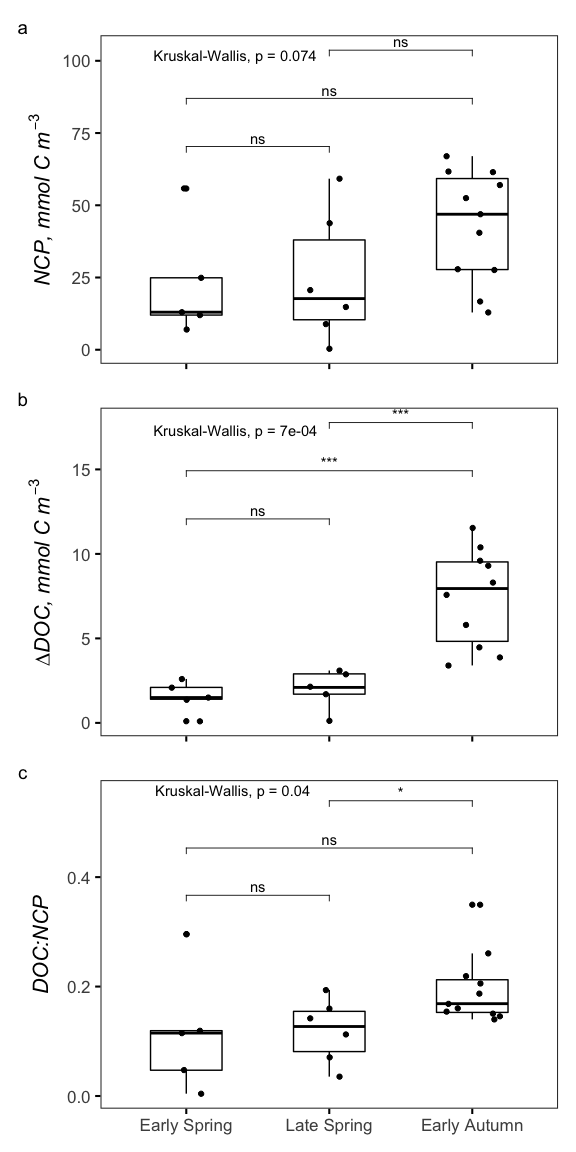 a
Kruskal-Wallis, p = 0.074
ns
ns
ns
NCP, mmol C m⁻³
100
75
50
25
0
b
Kruskal-Wallis, p = 7e-04
***
***
ns
ΔDOC, mmol C m⁻³
15
10
5
0
c
Kruskal-Wallis, p = 0.04
*
ns
ns
DOC:NCP
0.4
0.2
0.0
Early Spring Late Spring Early Autumn